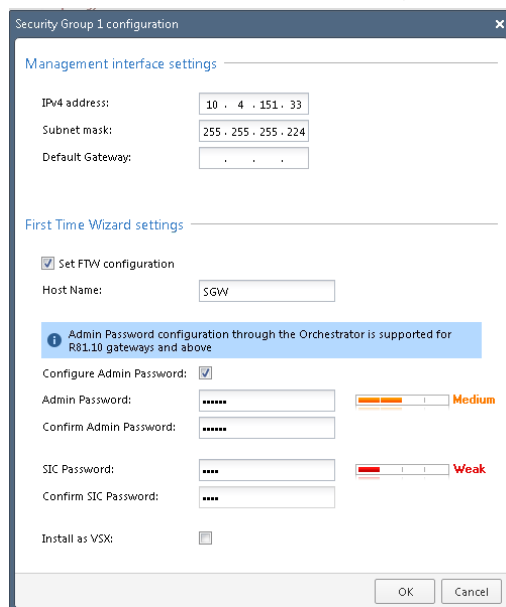 Security Group 1 configuration
Management interface settings
IPv4 address: 10 . 4 . 151 . 33
Subnet mask: 255 . 255 . 255 . 224
Default Gateway: . . .
First Time Wizard settings
Set FTW configuration
Host Name: SGW
Admin Password configuration through the Orchestrator is supported for
R81.10 gateways and above
Configure Admin Password:
Admin Password: •••••• Medium
Confirm Admin Password: ••••••
SIC Password: •••• Weak
Confirm SIC Password: ••••
Install as VSX:
OK Cancel